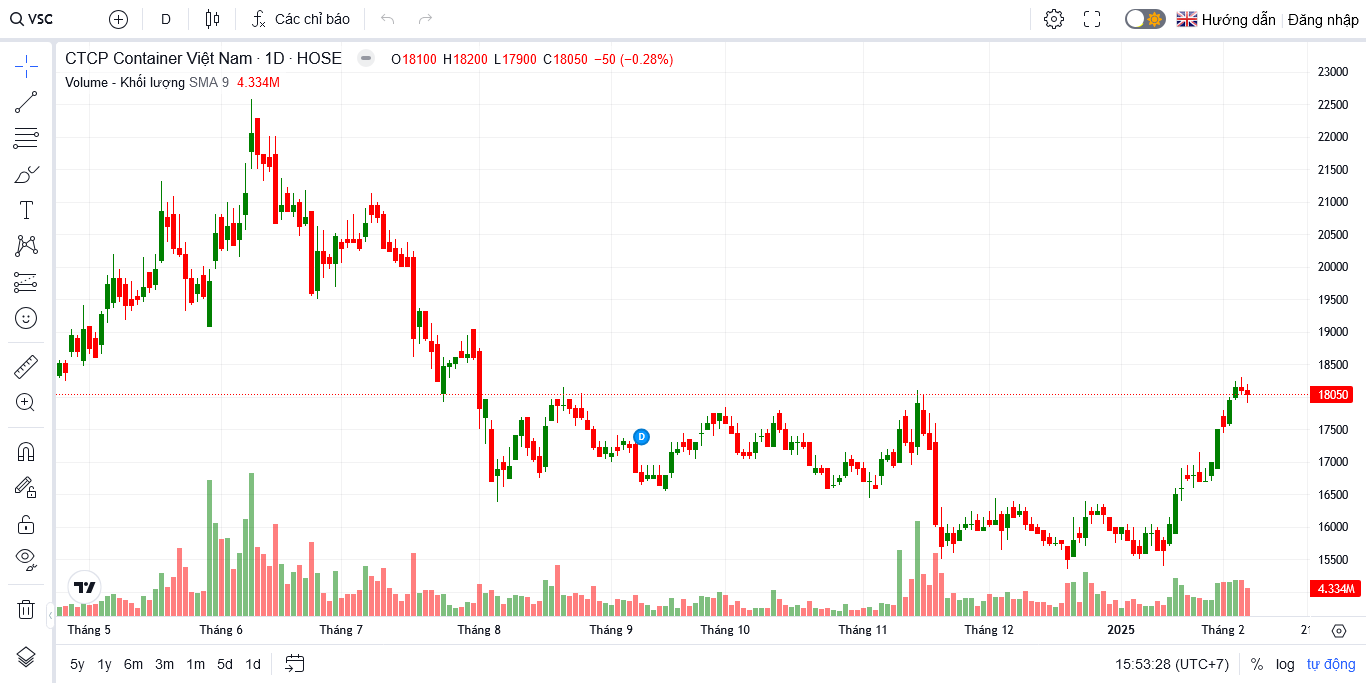 VSC D Các chỉ báo Hướng dẫn Đăng nhập
CTCP Container Việt Nam · 1D · HOSE O18100 H18200 L17900 C18050 −50 (−0.28%)
Volume - Khối lượng SMA 9 4.334M
23000
22500
22000
21500
21000
20500
20000
19500
19000
18500
18050
17500
17000
16500
16000
15500
4.334M
D
Tháng 5 Tháng 6 Tháng 7 Tháng 8 Tháng 9 Tháng 10 Tháng 11 Tháng 12 2025 Tháng 2
5y 1y 6m 3m 1m 5d 1d 15:53:28 (UTC+7) % log tự động